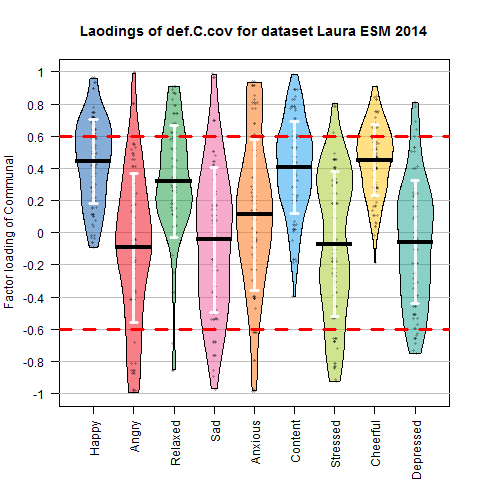 Laodings of def.C.cov for dataset Laura ESM 2014
Factor loading of Communal
1
0.8
0.6
0.4
0.2
0
-0.2
-0.4
-0.6
-0.8
-1
Happy
Angry
Relaxed
Sad
Anxious
Content
Stressed
Cheerful
Depressed